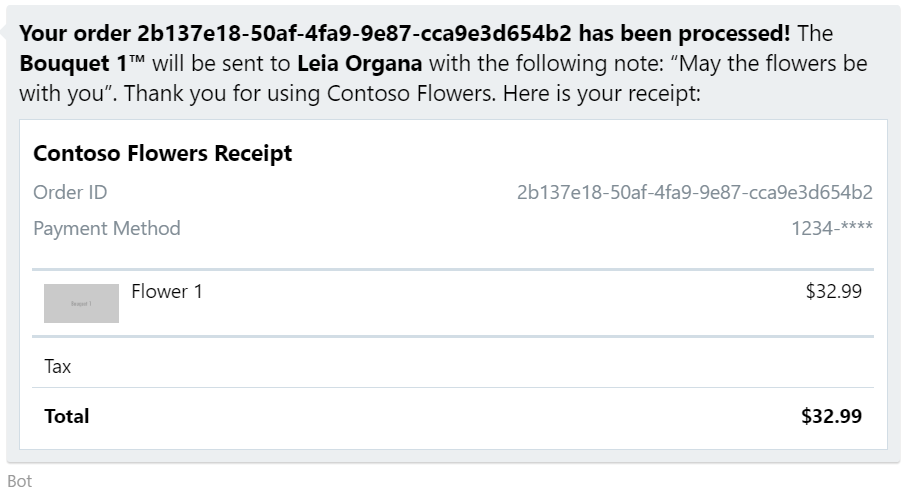 Your order 2b137e18-50af-4fa9-9e87-cca9e3d654b2 has been processed! The
Bouquet 1™ will be sent to Leia Organa with the following note: “May the flowers be
with you”. Thank you for using Contoso Flowers. Here is your receipt:
Contoso Flowers Receipt
Order ID 2b137e18-50af-4fa9-9e87-cca9e3d654b2
Payment Method 1234-****
Bouquet 1 Flower 1 $32.99
Tax
Total $32.99
Bot